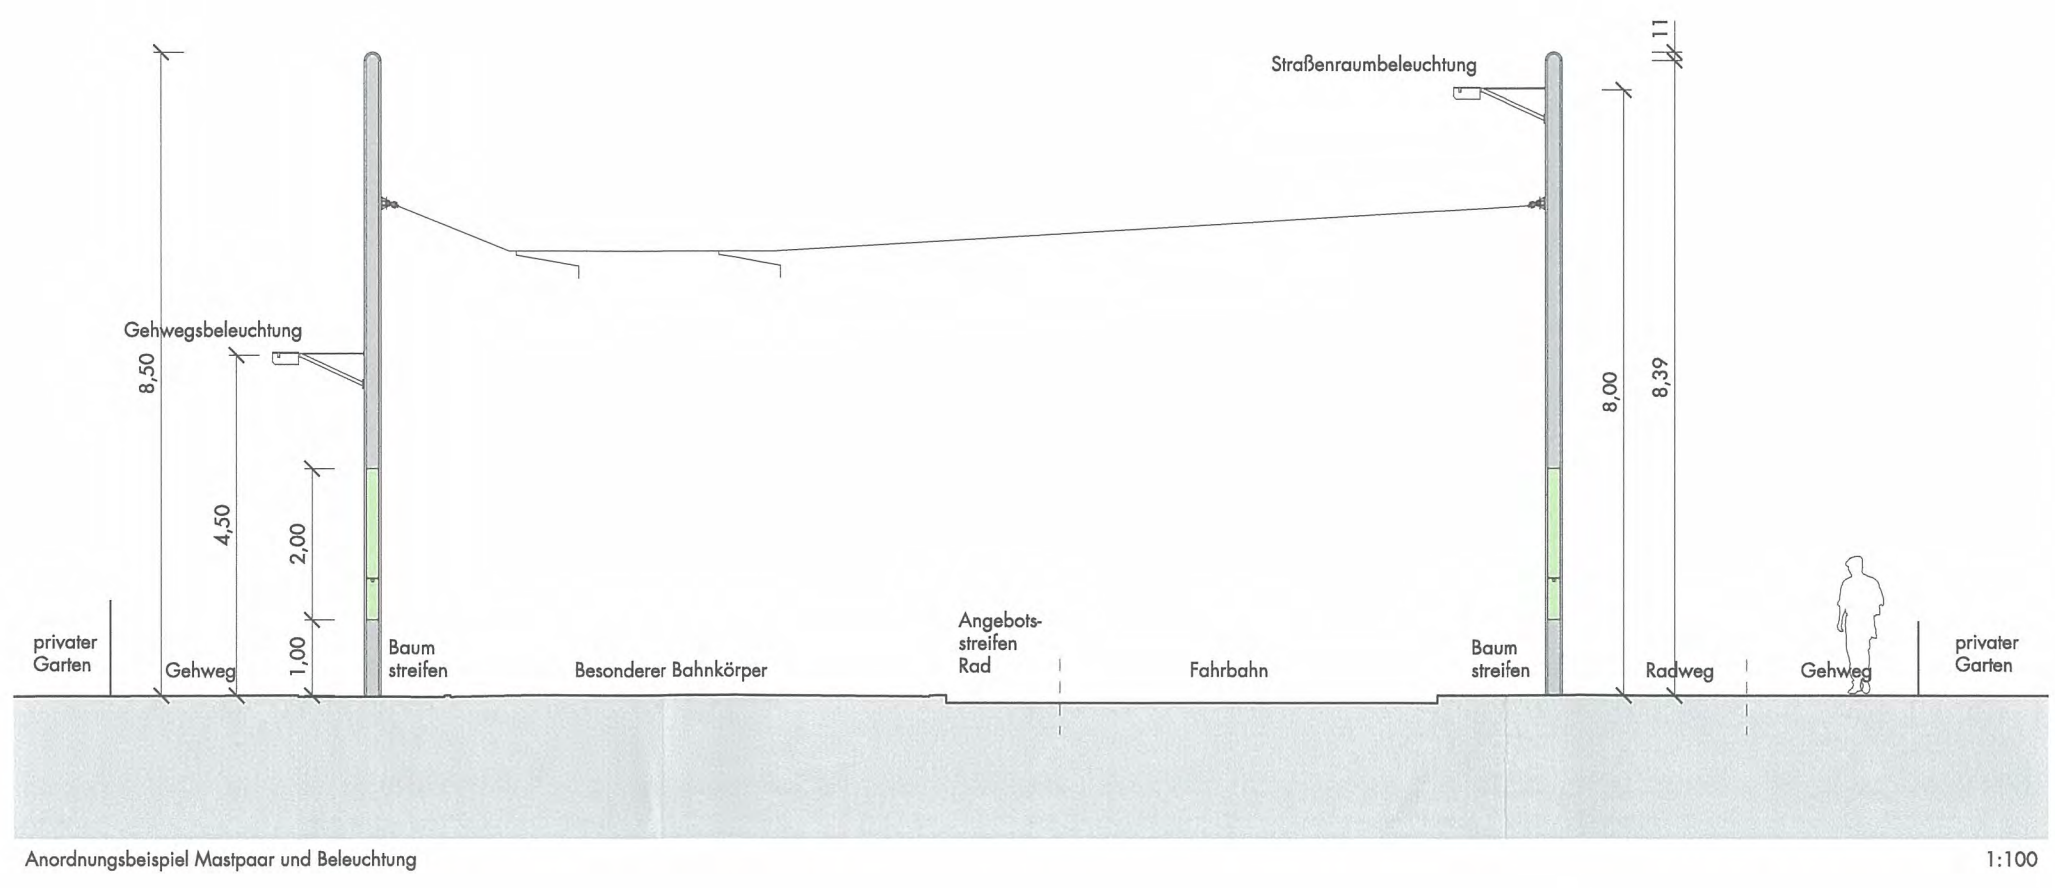 11
Straßenraumbeleuchtung
Gehwegsbeleuchtung
8,50
8,00
8,39
4,50
2,00
1,00
privater
Garten
Gehweg
Baum
streifen
Besonderer Bahnkörper
Angebots-
streifen
Rad
Fahrbahn
Baum
streifen
Radweg
Gehweg
privater
Garten
Anordnungsbeispiel Mastpaar und Beleuchtung
1:100